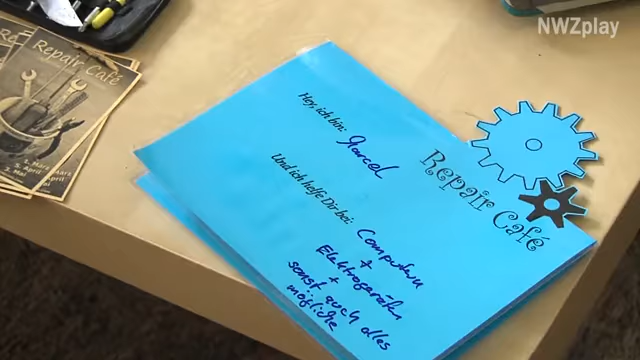 NWZplay
Repair Café
Hey, ich bin:
Marcel
Und ich helfe Dir bei:
Computern
+
Elektrogeräten
+
sonst auch alles
mögliche
Repair Café